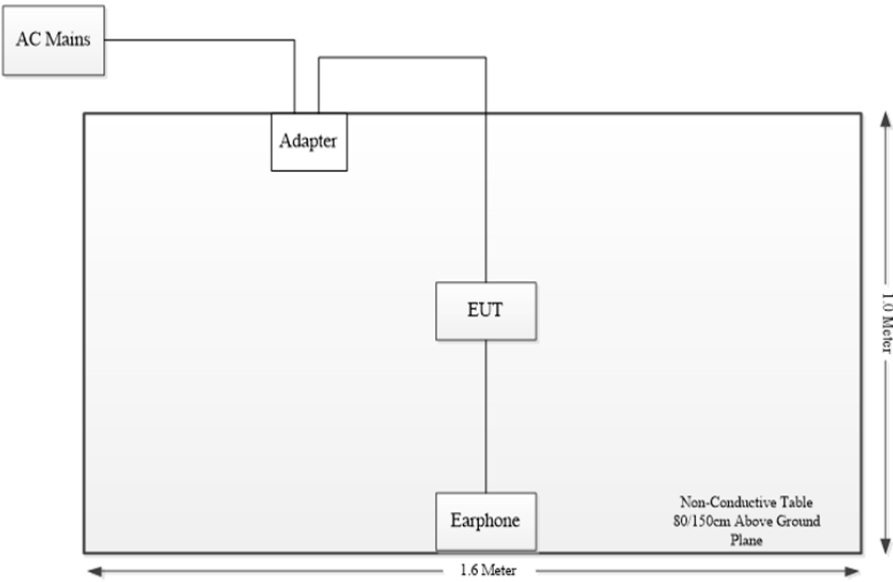 AC Mains
Adapter
EUT
1.0 Meter
Earphone
Non-Conductive Table
80/150cm Above Ground
Plane
1.6 Meter